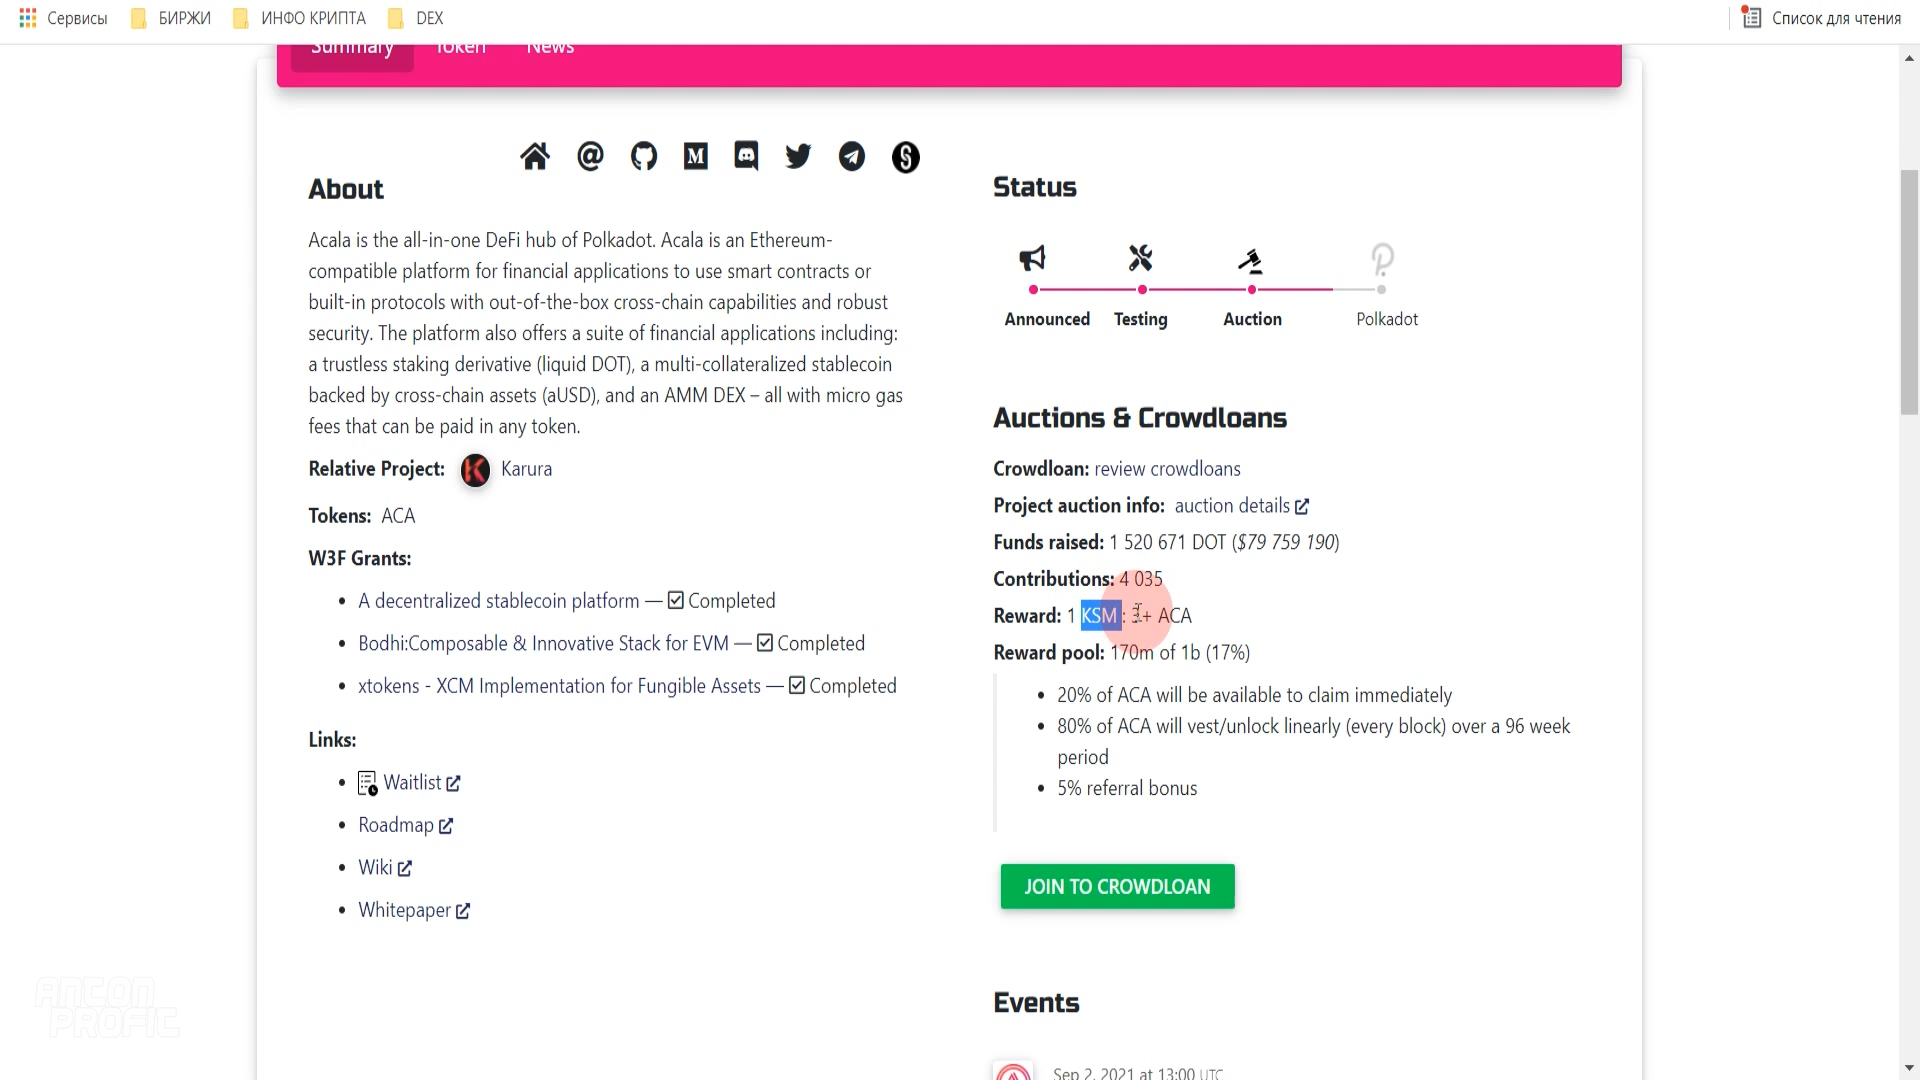 Сервисы БИРЖИ ИНФО КРИПТА DEX Список для чтения
Summary Token News
About
Acala is the all-in-one DeFi hub of Polkadot. Acala is an Ethereum-
compatible platform for financial applications to use smart contracts or
built-in protocols with out-of-the-box cross-chain capabilities and robust
security. The platform also offers a suite of financial applications including:
a trustless staking derivative (liquid DOT), a multi-collateralized stablecoin
backed by cross-chain assets (aUSD), and an AMM DEX – all with micro gas
fees that can be paid in any token.
Relative Project: Karura
Tokens: ACA
W3F Grants:
• A decentralized stablecoin platform — Completed
• Bodhi:Composable & Innovative Stack for EVM — Completed
• xtokens - XCM Implementation for Fungible Assets — Completed
Links:
• Waitlist
• Roadmap
• Wiki
• Whitepaper
Status
Announced Testing Auction Polkadot
Auctions & Crowdloans
Crowdloan: review crowdloans
Project auction info: auction details
Funds raised: 1 520 671 DOT ($79 759 190)
Contributions: 4 035
Reward: 1 KSM : 3+ ACA
Reward pool: 170m of 1b (17%)
• 20% of ACA will be available to claim immediately
• 80% of ACA will vest/unlock linearly (every block) over a 96 week
period
• 5% referral bonus
JOIN TO CROWDLOAN
Events
Sep 2, 2021 at 13:00 UTC
ANTON
PROFIT